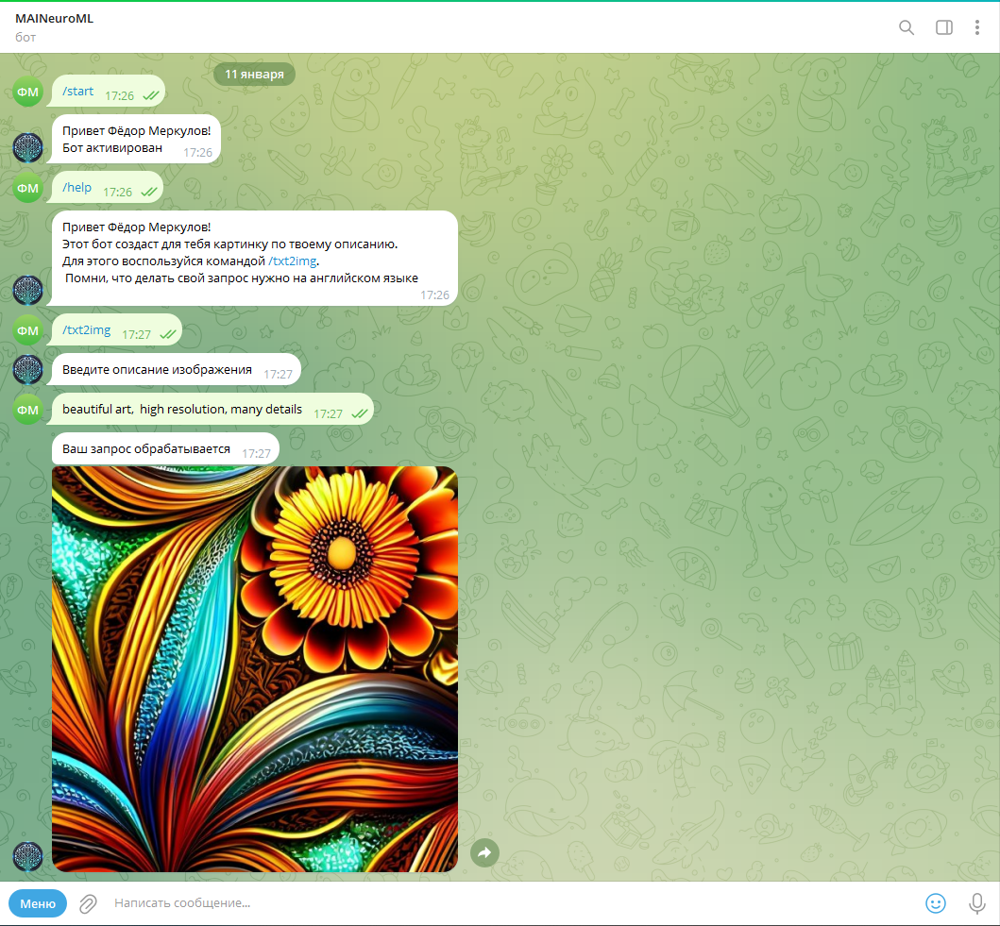 MAINeuroML
бот
11 января
ФМ
/start 17:26
Привет Фёдор Меркулов!
Бот активирован 17:26
ФМ
/help 17:26
Привет Фёдор Меркулов!
Этот бот создаст для тебя картинку по твоему описанию.
Для этого воспользуйся командой /txt2img.
Помни, что делать свой запрос нужно на английском языке
17:26
ФМ
/txt2img 17:27
Введите описание изображения 17:27
ФМ
beautiful art,  high resolution, many details 17:27
Ваш запрос обрабатывается 17:27
Меню
Написать сообщение...